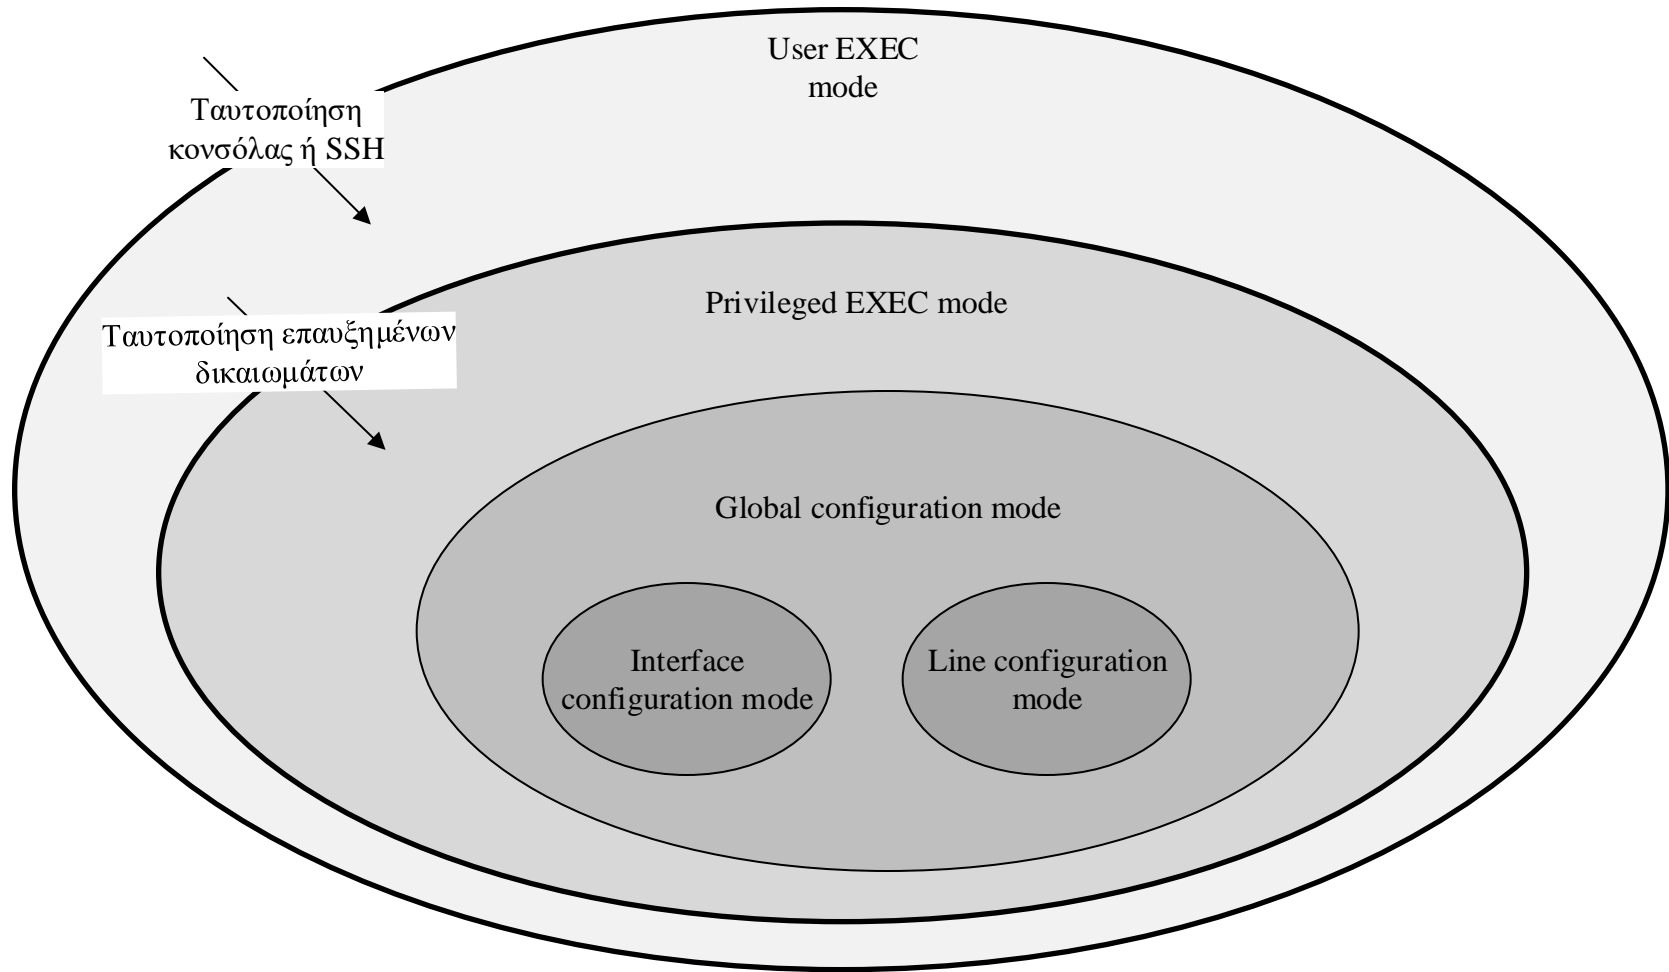 User EXEC
mode
Ταυτοποίηση
κονσόλας ή SSH
Privileged EXEC mode
Ταυτοποίηση επαυξημένων
δικαιωμάτων
Global configuration mode
Interface
configuration mode
Line configuration
mode